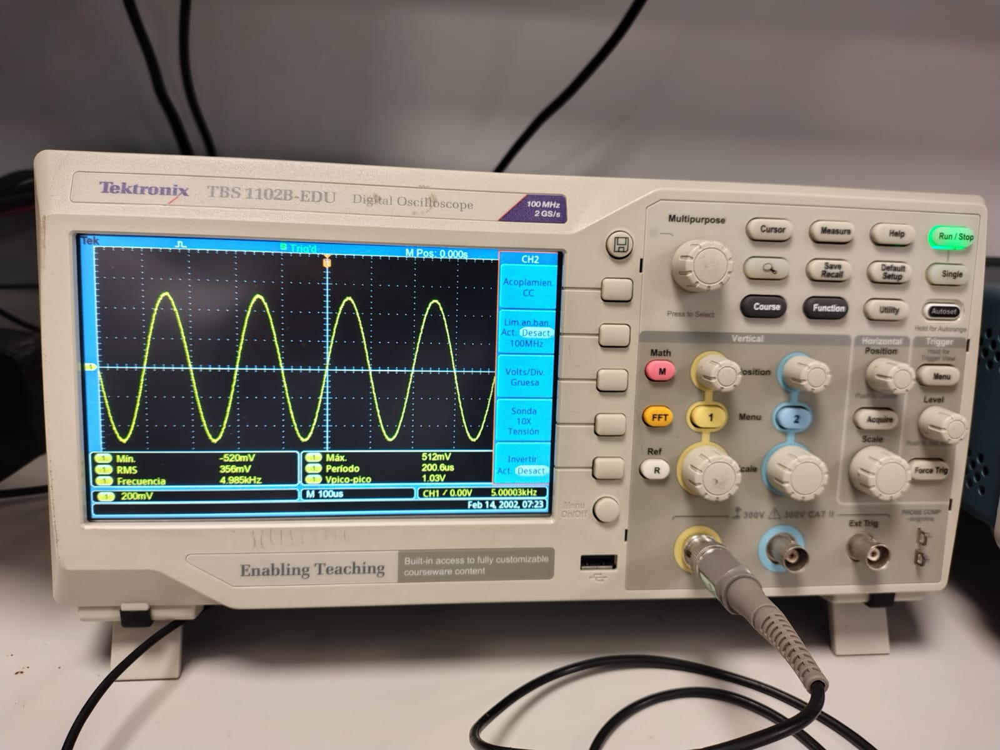 Tektronix TBS 1102B-EDU Digital Oscilloscope
100 MHz
2 GS/s
Tek
Trig'd
M Pos: 0.000s
CH2
Acoplamien.
CC
Lim.an.ban.
Act. Desact.
100MHz
Volts/Div.
Gruesa
Sonda
10X
Tensión
Invertir
Act. Desact.
1
1 Mín. -520mV
1 RMS 356mV
1 Frecuencia 4.985kHz
1 Máx. 512mV
1 Período 200.6us
1 Vpico-pico 1.03V
1 200mV
M 100us
CH1 / 0.00V 5.00003kHz
Feb 14, 2002, 07:23
Menu
On/Off
Enabling Teaching
Built-in access to fully customizable
courseware content
Multipurpose
Press to Select
Cursor
Measure
Help
Run / Stop
Save
Recall
Default
Setup
Single
Course
Function
Utility
Autoset
Hold for Autorange
Vertical
Horizontal
Trigger
Hold for
Trigger View
Math
M
Position
Position
Menu
FFT
1
Menu
2
Acquire
Level
Ref
R
Scale
Scale
Force Trig
300V
300V CAT II
Ext Trig
PROBE COMP